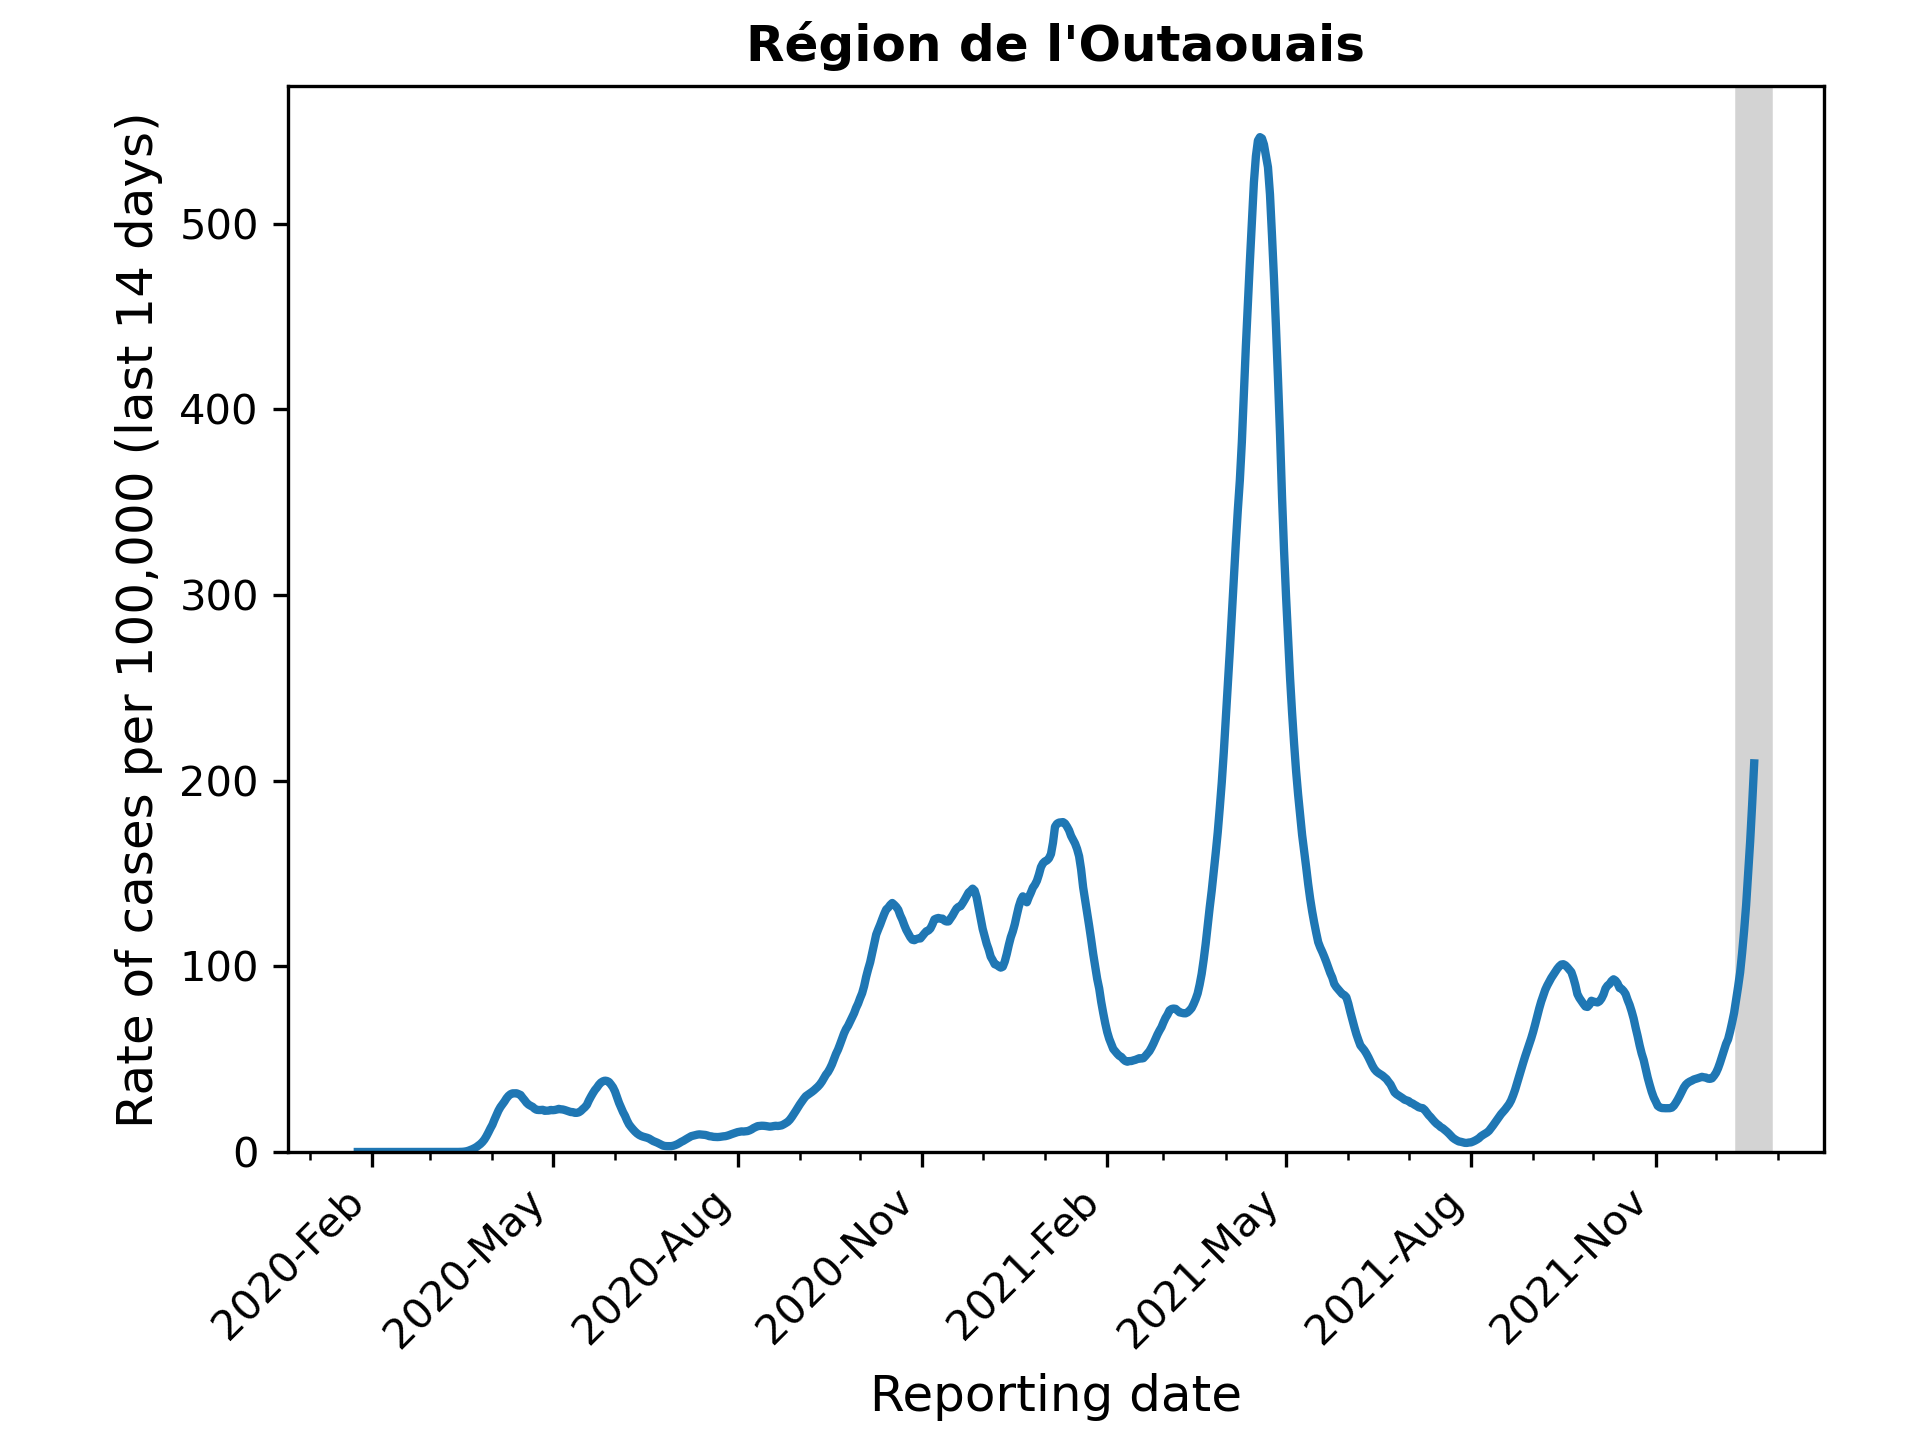 Région de l'Outaouais
Rate of cases per 100,000 (last 14 days)
500
400
300
200
100
0
2020-Feb
2020-May
2020-Aug
2020-Nov
2021-Feb
2021-May
2021-Aug
2021-Nov
Reporting date